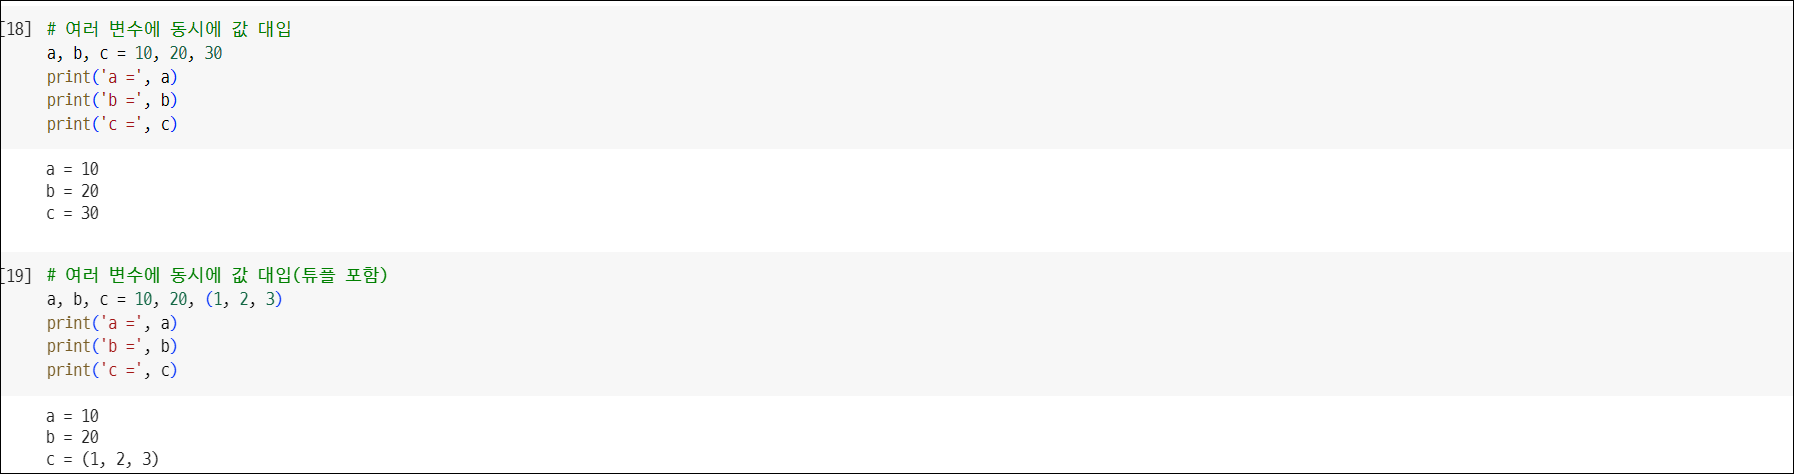 [18] # 여러 변수에 동시에 값 대입
a, b, c = 10, 20, 30
print('a =', a)
print('b =', b)
print('c =', c)
a = 10
b = 20
c = 30
[19] # 여러 변수에 동시에 값 대입(튜플 포함)
a, b, c = 10, 20, (1, 2, 3)
print('a =', a)
print('b =', b)
print('c =', c)
a = 10
b = 20
c = (1, 2, 3)